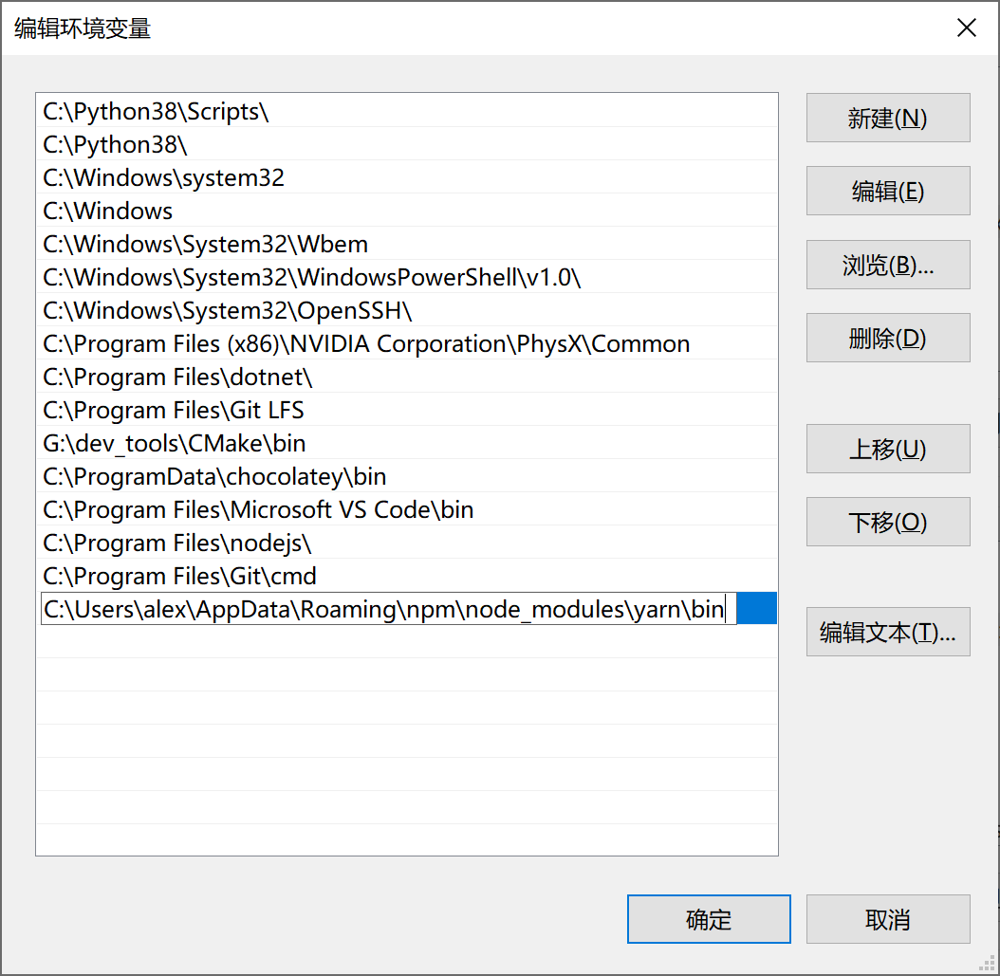 编辑环境变量
C:\Python38\Scripts\
C:\Python38\
C:\Windows\system32
C:\Windows
C:\Windows\System32\Wbem
C:\Windows\System32\WindowsPowerShell\v1.0\
C:\Windows\System32\OpenSSH\
C:\Program Files (x86)\NVIDIA Corporation\PhysX\Common
C:\Program Files\dotnet\
C:\Program Files\Git LFS
G:\dev_tools\CMake\bin
C:\ProgramData\chocolatey\bin
C:\Program Files\Microsoft VS Code\bin
C:\Program Files\nodejs\
C:\Program Files\Git\cmd
C:\Users\alex\AppData\Roaming\npm\node_modules\yarn\bin
新建(N)
编辑(E)
浏览(B)...
删除(D)
上移(U)
下移(O)
编辑文本(T)...
确定
取消